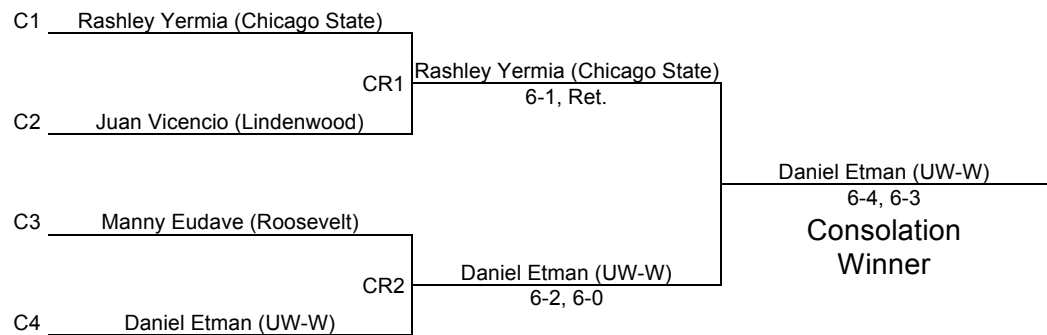 C1 Rashley Yermia (Chicago State)
CR1 Rashley Yermia (Chicago State)
6-1, Ret.
C2 Juan Vicencio (Lindenwood)
Daniel Etman (UW-W)
6-4, 6-3
Consolation
Winner
C3 Manny Eudave (Roosevelt)
CR2 Daniel Etman (UW-W)
6-2, 6-0
C4 Daniel Etman (UW-W)